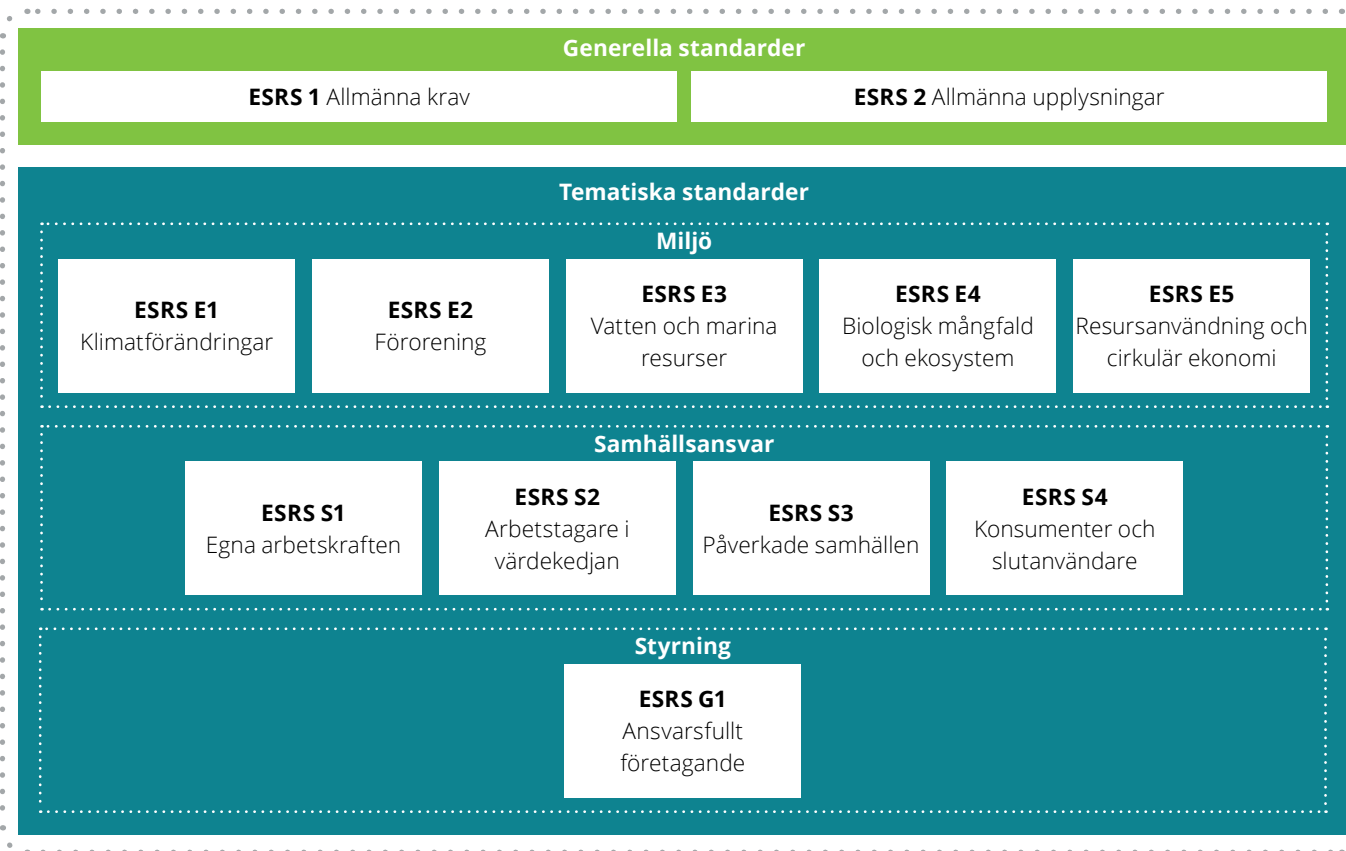 Generella standarder
ESRS 1 Allmänna krav
ESRS 2 Allmänna upplysningar
Tematiska standarder
Miljö
ESRS E1
Klimatförändringar
ESRS E2
Förorening
ESRS E3
Vatten och marina
resurser
ESRS E4
Biologisk mångfald
och ekosystem
ESRS E5
Resursanvändning och
cirkulär ekonomi
Samhällsansvar
ESRS S1
Egna arbetskraften
ESRS S2
Arbetstagare i
värdekedjan
ESRS S3
Påverkade samhällen
ESRS S4
Konsumenter och
slutanvändare
Styrning
ESRS G1
Ansvarsfullt
företagande